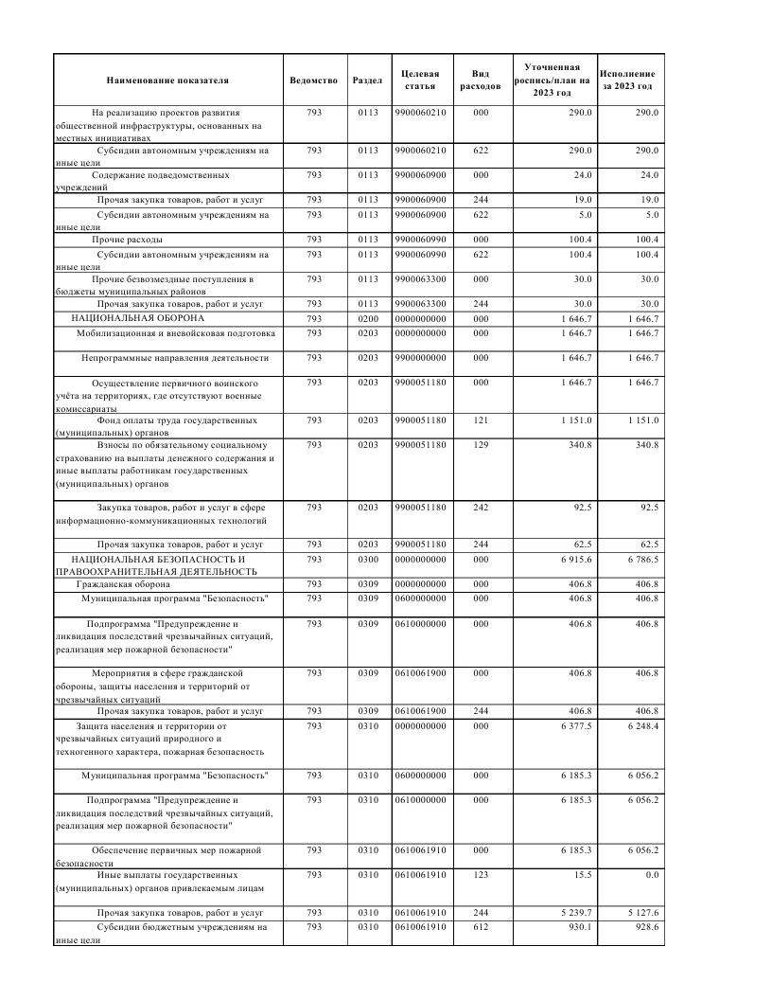 Наименование показателя Ведомство Раздел Целевая статья Вид расходов Уточненная роспись/план на 2023 год Исполнение за 2023 год
На реализацию проектов развития 793 0113 9900060210 000 290.0 290.0
общественной инфраструктуры, основанных на
местных инициативах
Субсидии автономным учреждениям на 793 0113 9900060210 622 290.0 290.0
иные цели
Содержание подведомственных 793 0113 9900060900 000 24.0 24.0
учреждений
Прочая закупка товаров, работ и услуг 793 0113 9900060900 244 19.0 19.0
Субсидии автономным учреждениям на 793 0113 9900060900 622 5.0 5.0
иные цели
Прочие расходы 793 0113 9900060990 000 100.4 100.4
Субсидии автономным учреждениям на 793 0113 9900060990 622 100.4 100.4
иные цели
Прочие безвозмездные поступления в 793 0113 9900063300 000 30.0 30.0
бюджеты муниципальных районов
Прочая закупка товаров, работ и услуг 793 0113 9900063300 244 30.0 30.0
НАЦИОНАЛЬНАЯ ОБОРОНА 793 0200 0000000000 000 1 646.7 1 646.7
Мобилизационная и вневойсковая подготовка 793 0203 0000000000 000 1 646.7 1 646.7
Непрограммные направления деятельности 793 0203 9900000000 000 1 646.7 1 646.7
Осуществление первичного воинского 793 0203 9900051180 000 1 646.7 1 646.7
учёта на территориях, где отсутствуют военные
комиссариаты
Фонд оплаты труда государственных 793 0203 9900051180 121 1 151.0 1 151.0
(муниципальных) органов
Взносы по обязательному социальному 793 0203 9900051180 129 340.8 340.8
страхованию на выплаты денежного содержания и
иные выплаты работникам государственных
(муниципальных) органов
Закупка товаров, работ и услуг в сфере 793 0203 9900051180 242 92.5 92.5
информационно-коммуникационных технологий
Прочая закупка товаров, работ и услуг 793 0203 9900051180 244 62.5 62.5
НАЦИОНАЛЬНАЯ БЕЗОПАСНОСТЬ И 793 0300 0000000000 000 6 915.6 6 786.5
ПРАВООХРАНИТЕЛЬНАЯ ДЕЯТЕЛЬНОСТЬ
Гражданская оборона 793 0309 0000000000 000 406.8 406.8
Муниципальная программа "Безопасность" 793 0309 0600000000 000 406.8 406.8
Подпрограмма "Предупреждение и 793 0309 0610000000 000 406.8 406.8
ликвидация последствий чрезвычайных ситуаций,
реализация мер пожарной безопасности"
Мероприятия в сфере гражданской 793 0309 0610061900 000 406.8 406.8
обороны, защиты населения и территорий от
чрезвычайных ситуаций
Прочая закупка товаров, работ и услуг 793 0309 0610061900 244 406.8 406.8
Защита населения и территории от 793 0310 0000000000 000 6 377.5 6 248.4
чрезвычайных ситуаций природного и
техногенного характера, пожарная безопасность
Муниципальная программа "Безопасность" 793 0310 0600000000 000 6 185.3 6 056.2
Подпрограмма "Предупреждение и 793 0310 0610000000 000 6 185.3 6 056.2
ликвидация последствий чрезвычайных ситуаций,
реализация мер пожарной безопасности"
Обеспечение первичных мер пожарной 793 0310 0610061910 000 6 185.3 6 056.2
безопасности
Иные выплаты государственных 793 0310 0610061910 123 15.5 0.0
(муниципальных) органов привлекаемым лицам
Прочая закупка товаров, работ и услуг 793 0310 0610061910 244 5 239.7 5 127.6
Субсидии бюджетным учреждениям на 793 0310 0610061910 612 930.1 928.6
иные цели